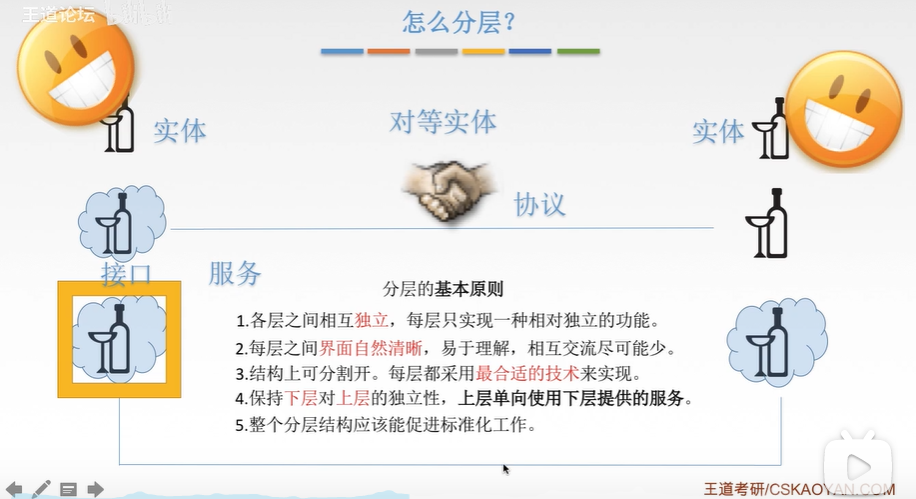 王道论坛
怎么分层？
实体
对等实体
实体
协议
接口
服务
分层的基本原则
1.各层之间相互独立，每层只实现一种相对独立的功能。
2.每层之间界面自然清晰，易于理解，相互交流尽可能少。
3.结构上可分割开。每层都采用最合适的技术来实现。
4.保持下层对上层的独立性，上层单向使用下层提供的服务。
5.整个分层结构应该能促进标准化工作。
王道考研/CSKAOYAN.COM